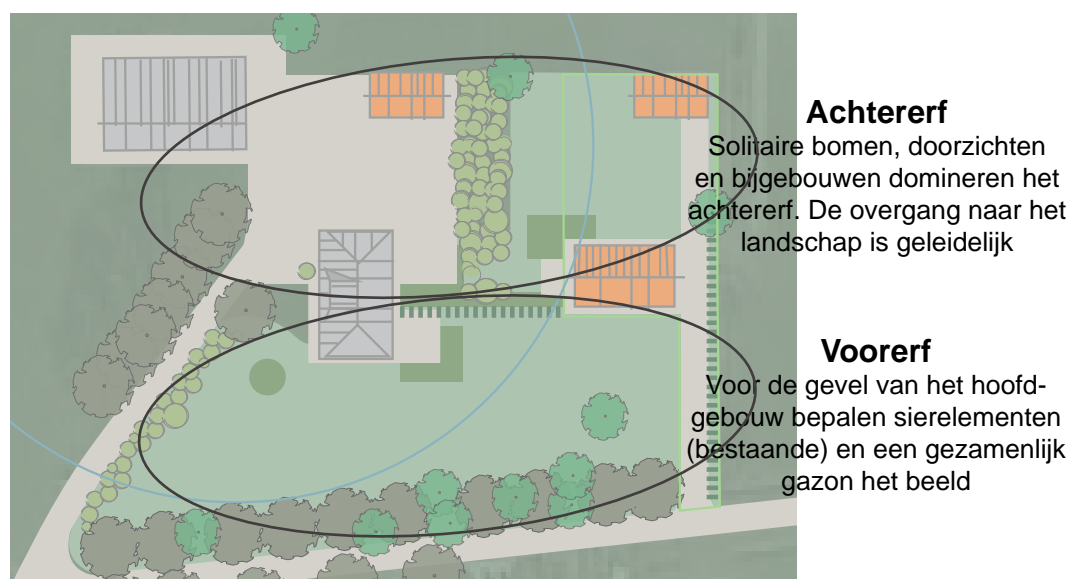 Achtererf
Solitaire bomen, doorzichten
en bijgebouwen domineren het
achtererf. De overgang naar het
landschap is geleidelijk
Voorerf
Voor de gevel van het hoofd-
gebouw bepalen sierelementen
(bestaande) en een gezamenlijk
gazon het beeld